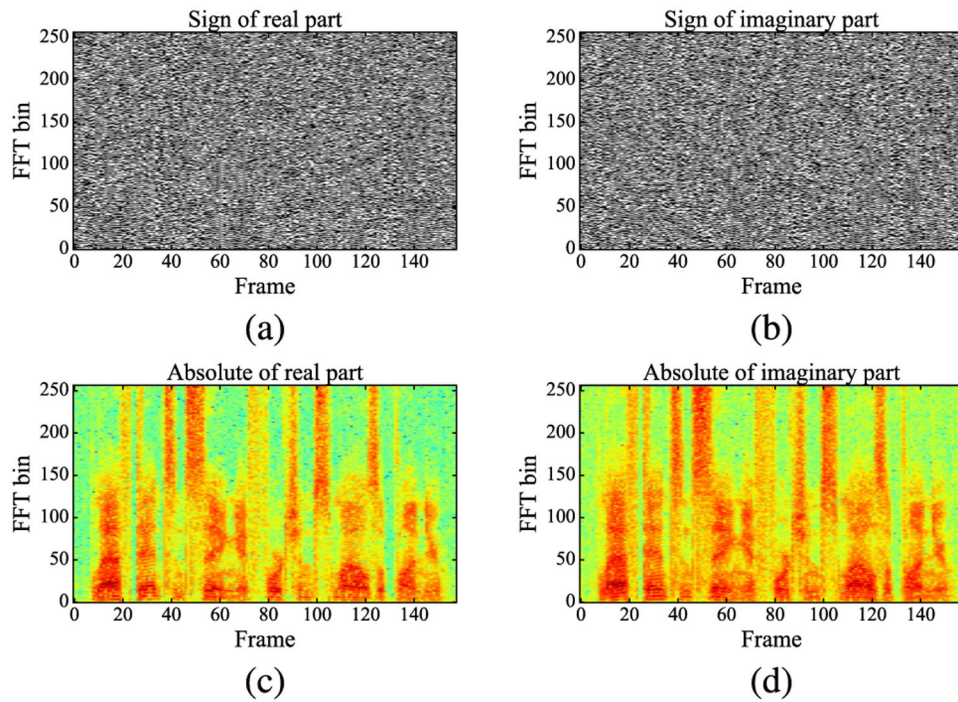 Sign of real part
250
200
150
100
50
0
FFT bin
0 20 40 60 80 100 120 140
Frame
(a)
Sign of imaginary part
250
200
150
100
50
0
FFT bin
0 20 40 60 80 100 120 140
Frame
(b)
Absolute of real part
250
200
150
100
50
0
FFT bin
0 20 40 60 80 100 120 140
Frame
(c)
Absolute of imaginary part
250
200
150
100
50
0
FFT bin
0 20 40 60 80 100 120 140
Frame
(d)